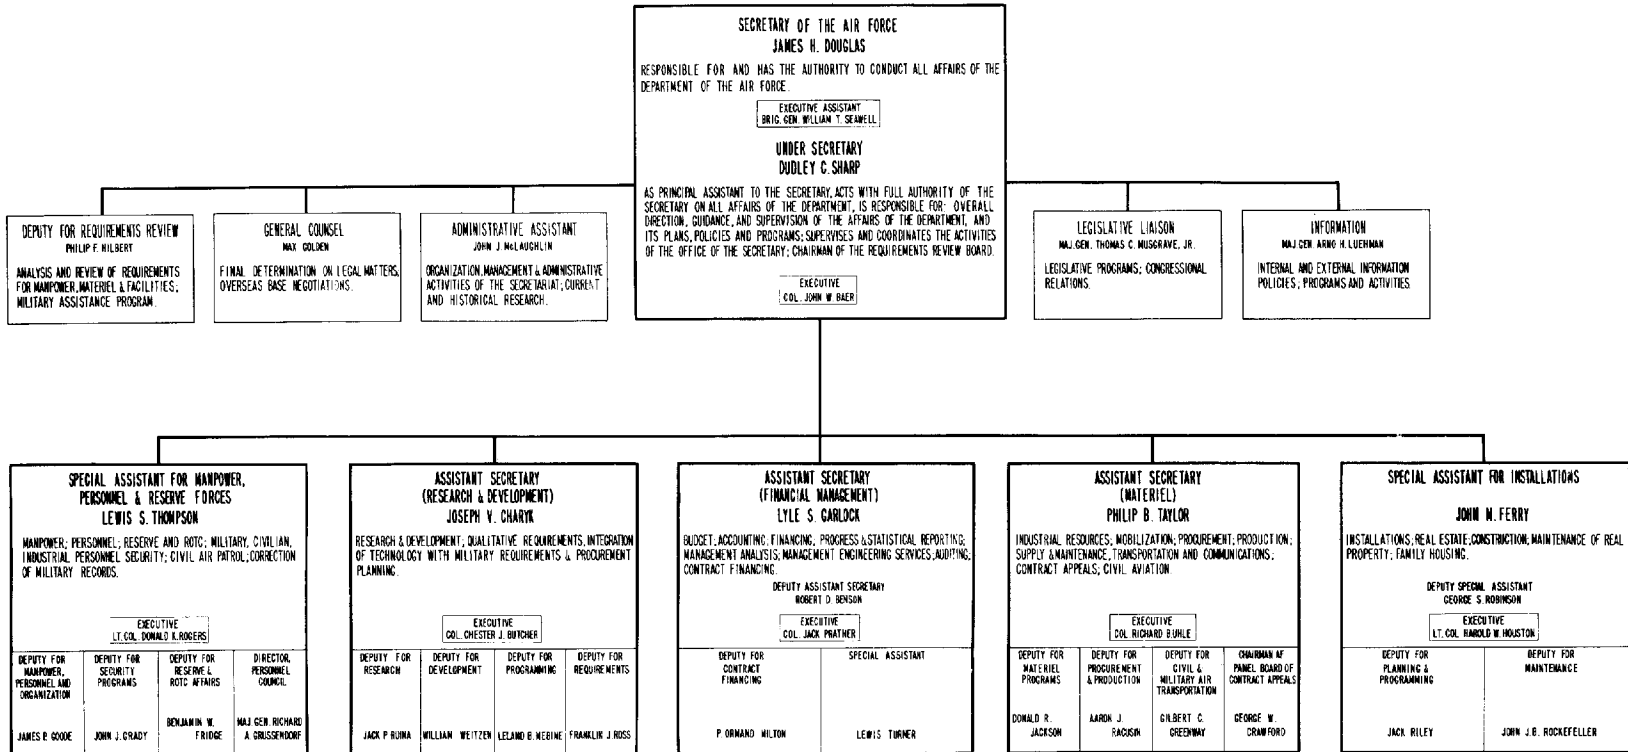 SECRETARY OF THE AIR FORCE
JAMES H. DOUGLAS
RESPONSIBLE FOR AND HAS THE AUTHORITY TO CONDUCT ALL AFFAIRS OF THE
DEPARTMENT OF THE AIR FORCE.
EXECUTIVE ASSISTANT
BRIG. GEN. WILLIAM T. SEAWELL
UNDER SECRETARY
DUDLEY C. SHARP
AS PRINCIPAL ASSISTANT TO THE SECRETARY, ACTS WITH FULL AUTHORITY OF THE
SECRETARY ON ALL AFFAIRS OF THE DEPARTMENT, IS RESPONSIBLE FOR: OVERALL
DIRECTION, GUIDANCE, AND SUPERVISION OF THE AFFAIRS OF THE DEPARTMENT, AND
ITS PLANS, POLICIES AND PROGRAMS; SUPERVISES AND COORDINATES THE ACTIVITIES
OF THE OFFICE OF THE SECRETARY; CHAIRMAN OF THE REQUIREMENTS REVIEW BOARD.
EXECUTIVE
COL. JOHN W. BAER
DEPUTY FOR REQUIREMENTS REVIEW
PHILIP F. HILBERT
ANALYSIS AND REVIEW OF REQUIREMENTS
FOR MANPOWER, MATERIEL & FACILITIES;
MILITARY ASSISTANCE PROGRAM.
GENERAL COUNSEL
MAX GOLDEN
FINAL DETERMINATION ON LEGAL MATTERS,
OVERSEAS BASE NEGOTIATIONS.
ADMINISTRATIVE ASSISTANT
JOHN J. McLAUGHLIN
ORGANIZATION, MANAGEMENT & ADMINISTRATIVE
ACTIVITIES OF THE SECRETARIAT; CURRENT
AND HISTORICAL RESEARCH.
LEGISLATIVE LIAISON
MAJ. GEN. THOMAS C. MUSGRAVE, JR.
LEGISLATIVE PROGRAMS; CONGRESSIONAL
RELATIONS.
INFORMATION
MAJ. GEN. ARNO H. LUEHMAN
INTERNAL AND EXTERNAL INFORMATION
POLICIES; PROGRAMS AND ACTIVITIES
SPECIAL ASSISTANT FOR MANPOWER,
PERSONNEL & RESERVE FORCES
LEWIS S. THOMPSON
MANPOWER; PERSONNEL; RESERVE AND ROTC; MILITARY, CIVILIAN,
INDUSTRIAL PERSONNEL SECURITY; CIVIL AIR PATROL; CORRECTION
OF MILITARY RECORDS.
EXECUTIVE
LT. COL. DONALD K. ROGERS
DEPUTY FOR
MANPOWER,
PERSONNEL AND
ORGANIZATION
JAMES P. GOODE
DEPUTY FOR
SECURITY
PROGRAMS
JOHN J. GRADY
DEPUTY FOR
RESERVE &
ROTC AFFAIRS
BENJAMIN W.
FRIDGE
DIRECTOR,
PERSONNEL
COUNCIL
MAJ. GEN. RICHARD
A. GRUSSENDORF
ASSISTANT SECRETARY
(RESEARCH & DEVELOPMENT)
JOSEPH V. CHARYK
RESEARCH & DEVELOPMENT; QUALITATIVE REQUIREMENTS, INTEGRATION
OF TECHNOLOGY WITH MILITARY REQUIREMENTS & PROCUREMENT
PLANNING.
EXECUTIVE
COL. CHESTER J. BUTCHER
DEPUTY FOR
RESEARCH
JACK P. RUINA
DEPUTY FOR
DEVELOPMENT
WILLIAM WEITZEN
DEPUTY FOR
PROGRAMMING
LELAND B. MEBINE
DEPUTY FOR
REQUIREMENTS
FRANKLIN J. ROSS
ASSISTANT SECRETARY
(FINANCIAL MANAGEMENT)
LYLE S. GARLOCK
BUDGET; ACCOUNTING, FINANCING, PROGRESS & STATISTICAL REPORTING;
MANAGEMENT ANALYSIS; MANAGEMENT ENGINEERING SERVICES; AUDITING;
CONTRACT FINANCING.
DEPUTY ASSISTANT SECRETARY
ROBERT D. BENSON
EXECUTIVE
COL. JACK PRATHER
DEPUTY FOR
CONTRACT
FINANCING
P. ORMAND MILTON
SPECIAL ASSISTANT
LEWIS TURNER
ASSISTANT SECRETARY
(MATERIEL)
PHILIP B. TAYLOR
INDUSTRIAL RESOURCES; MOBILIZATION; PROCUREMENT; PRODUCTION;
SUPPLY & MAINTENANCE, TRANSPORTATION AND COMMUNICATIONS;
CONTRACT APPEALS; CIVIL AVIATION.
EXECUTIVE
COL. RICHARD B. UHLE
DEPUTY FOR
MATERIEL
PROGRAMS
DONALD R.
JACKSON
DEPUTY FOR
PROCUREMENT
& PRODUCTION
AARON J.
RACUSIN
DEPUTY FOR
CIVIL &
MILITARY AIR
TRANSPORTATION
GILBERT C.
GREENWAY
CHAIRMAN AF
PANEL BOARD OF
CONTRACT APPEALS
GEORGE W.
CRAWFORD
SPECIAL ASSISTANT FOR INSTALLATIONS
JOHN M. FERRY
INSTALLATIONS; REAL ESTATE; CONSTRUCTION; MAINTENANCE OF REAL
PROPERTY; FAMILY HOUSING.
DEPUTY SPECIAL ASSISTANT
GEORGE S. ROBINSON
EXECUTIVE
LT. COL HAROLD W. HOUSTON
DEPUTY FOR
PLANNING &
PROGRAMMING
JACK RILEY
DEPUTY FOR
MAINTENANCE
JOHN J.B. ROCKEFELLER